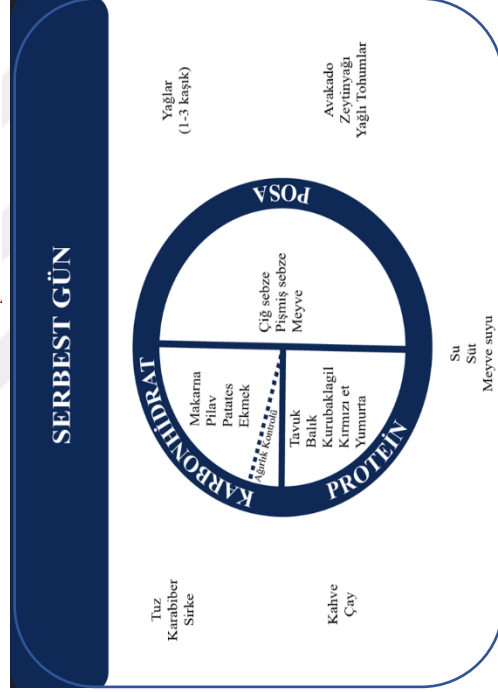 SERBEST GÜN
Tuz
Karabiber
Sirke
Yağlar
(1-3 kaşık)
KARBONHİDRAT
Makarna
Pilav
Patates
Ekmek
Ağırlık Kontrolü
POSA
Çiğ sebze
Pişmiş sebze
Meyve
PROTEİN
Tavuk
Balık
Kurubaklagil
Kırmızı et
Yumurta
Kahve
Çay
Avakado
Zeytinyağı
Yağlı Tohumlar
Su
Süt
Meyve suyu